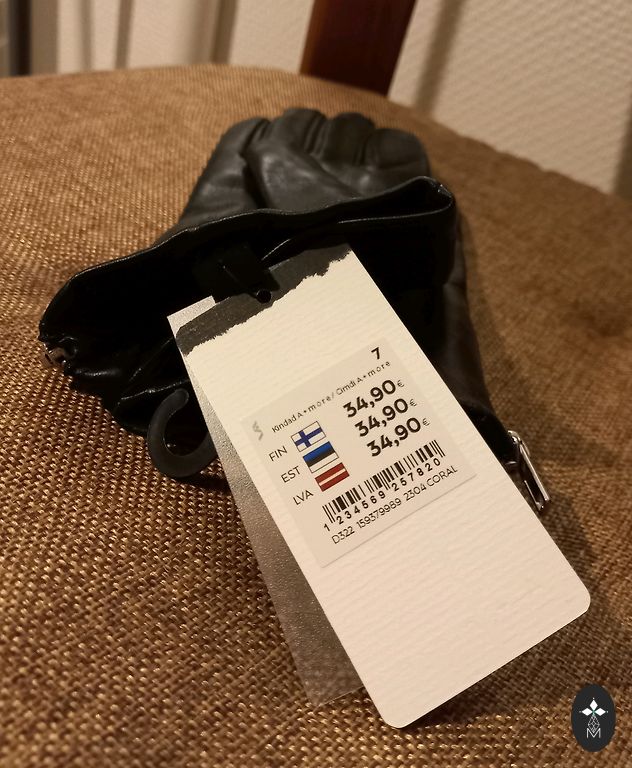 7
Kindad A+more/ Cimdi A+more
FIN 34,90€
EST 34,90€
LVA 34,90€
1 234569 257820
D322 159379989 2304 CORAL
M